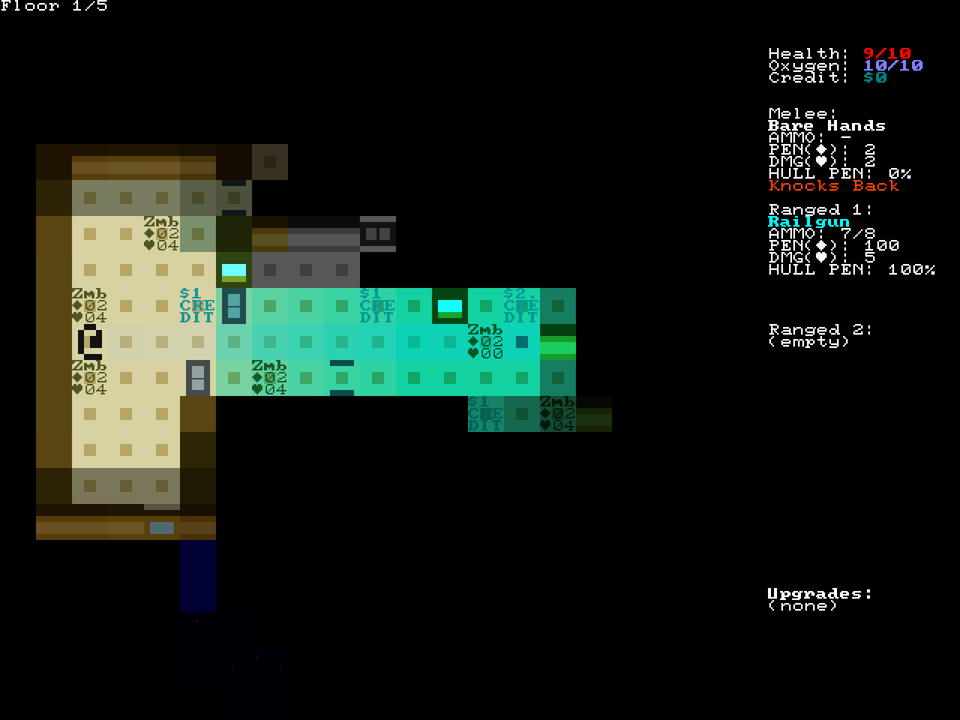 Floor 1/5
Health: 9/10
Oxygen: 10/10
Credit: $0
Melee:
Bare Hands
AMMO: -
PEN(♦): 2
DMG(♥): 2
HULL PEN: 0%
Knocks Back
Ranged 1:
Railgun
AMMO: 7/8
PEN(♦): 100
DMG(♥): 5
HULL PEN: 100%
Ranged 2:
(empty)
Upgrades:
(none)
Zmb
♦02
♥04
Zmb
♦02
♥04
$1
CRE
DIT
$1
CRE
DIT
$2.
CRE
DIT
Zmb
♦02
♥00
Zmb
♦02
♥04
Zmb
♦02
♥04
$1
CRE
DIT
Zmb
♦02
♥04